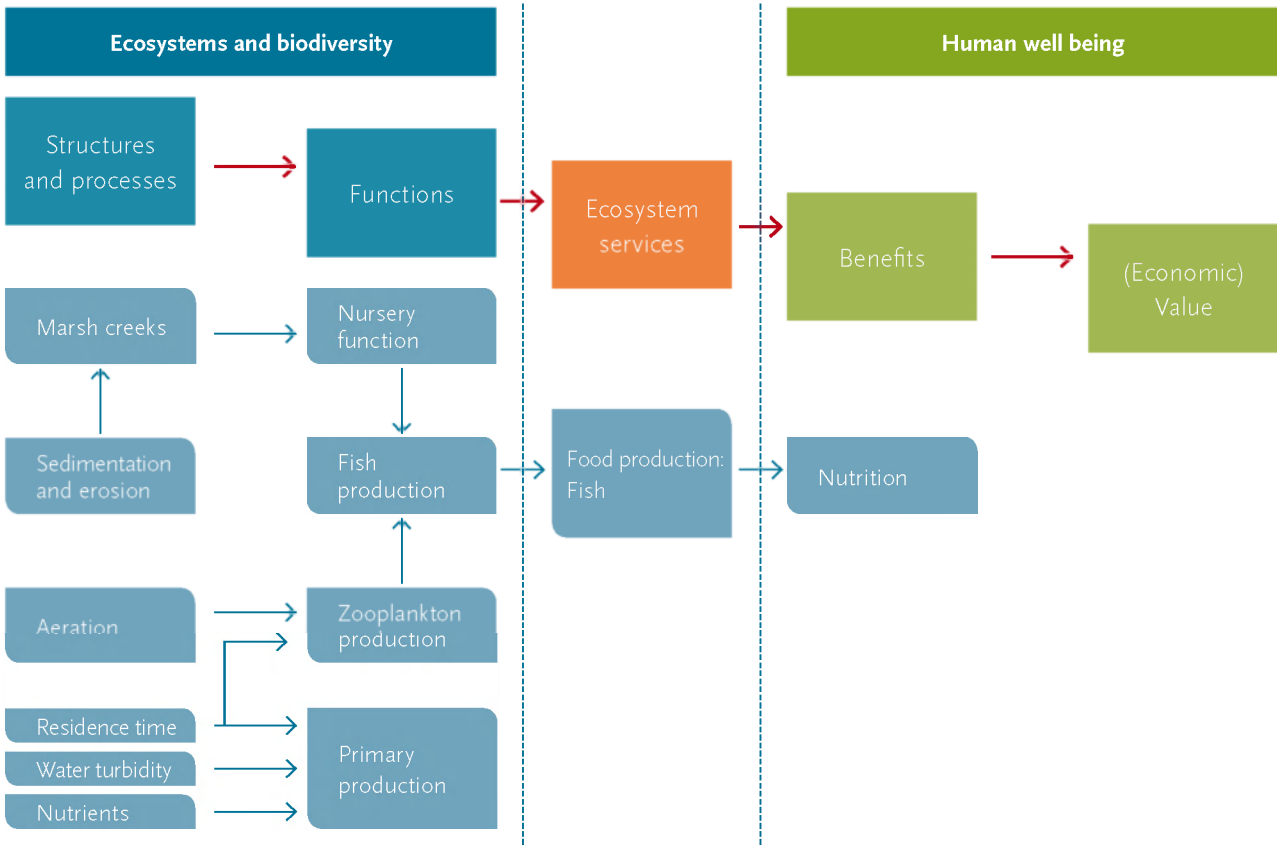 Ecosystems and biodiversity
Human well being
Structures
and processes
Functions
Ecosystem
services
Benefits
(Economic)
Value
Marsh creeks
Nursery
function
Sedimentation
and erosion
Fish
production
Food production:
Fish
Nutrition
Aeration
Zooplankton
production
Residence time
Water turbidity
Nutrients
Primary
production